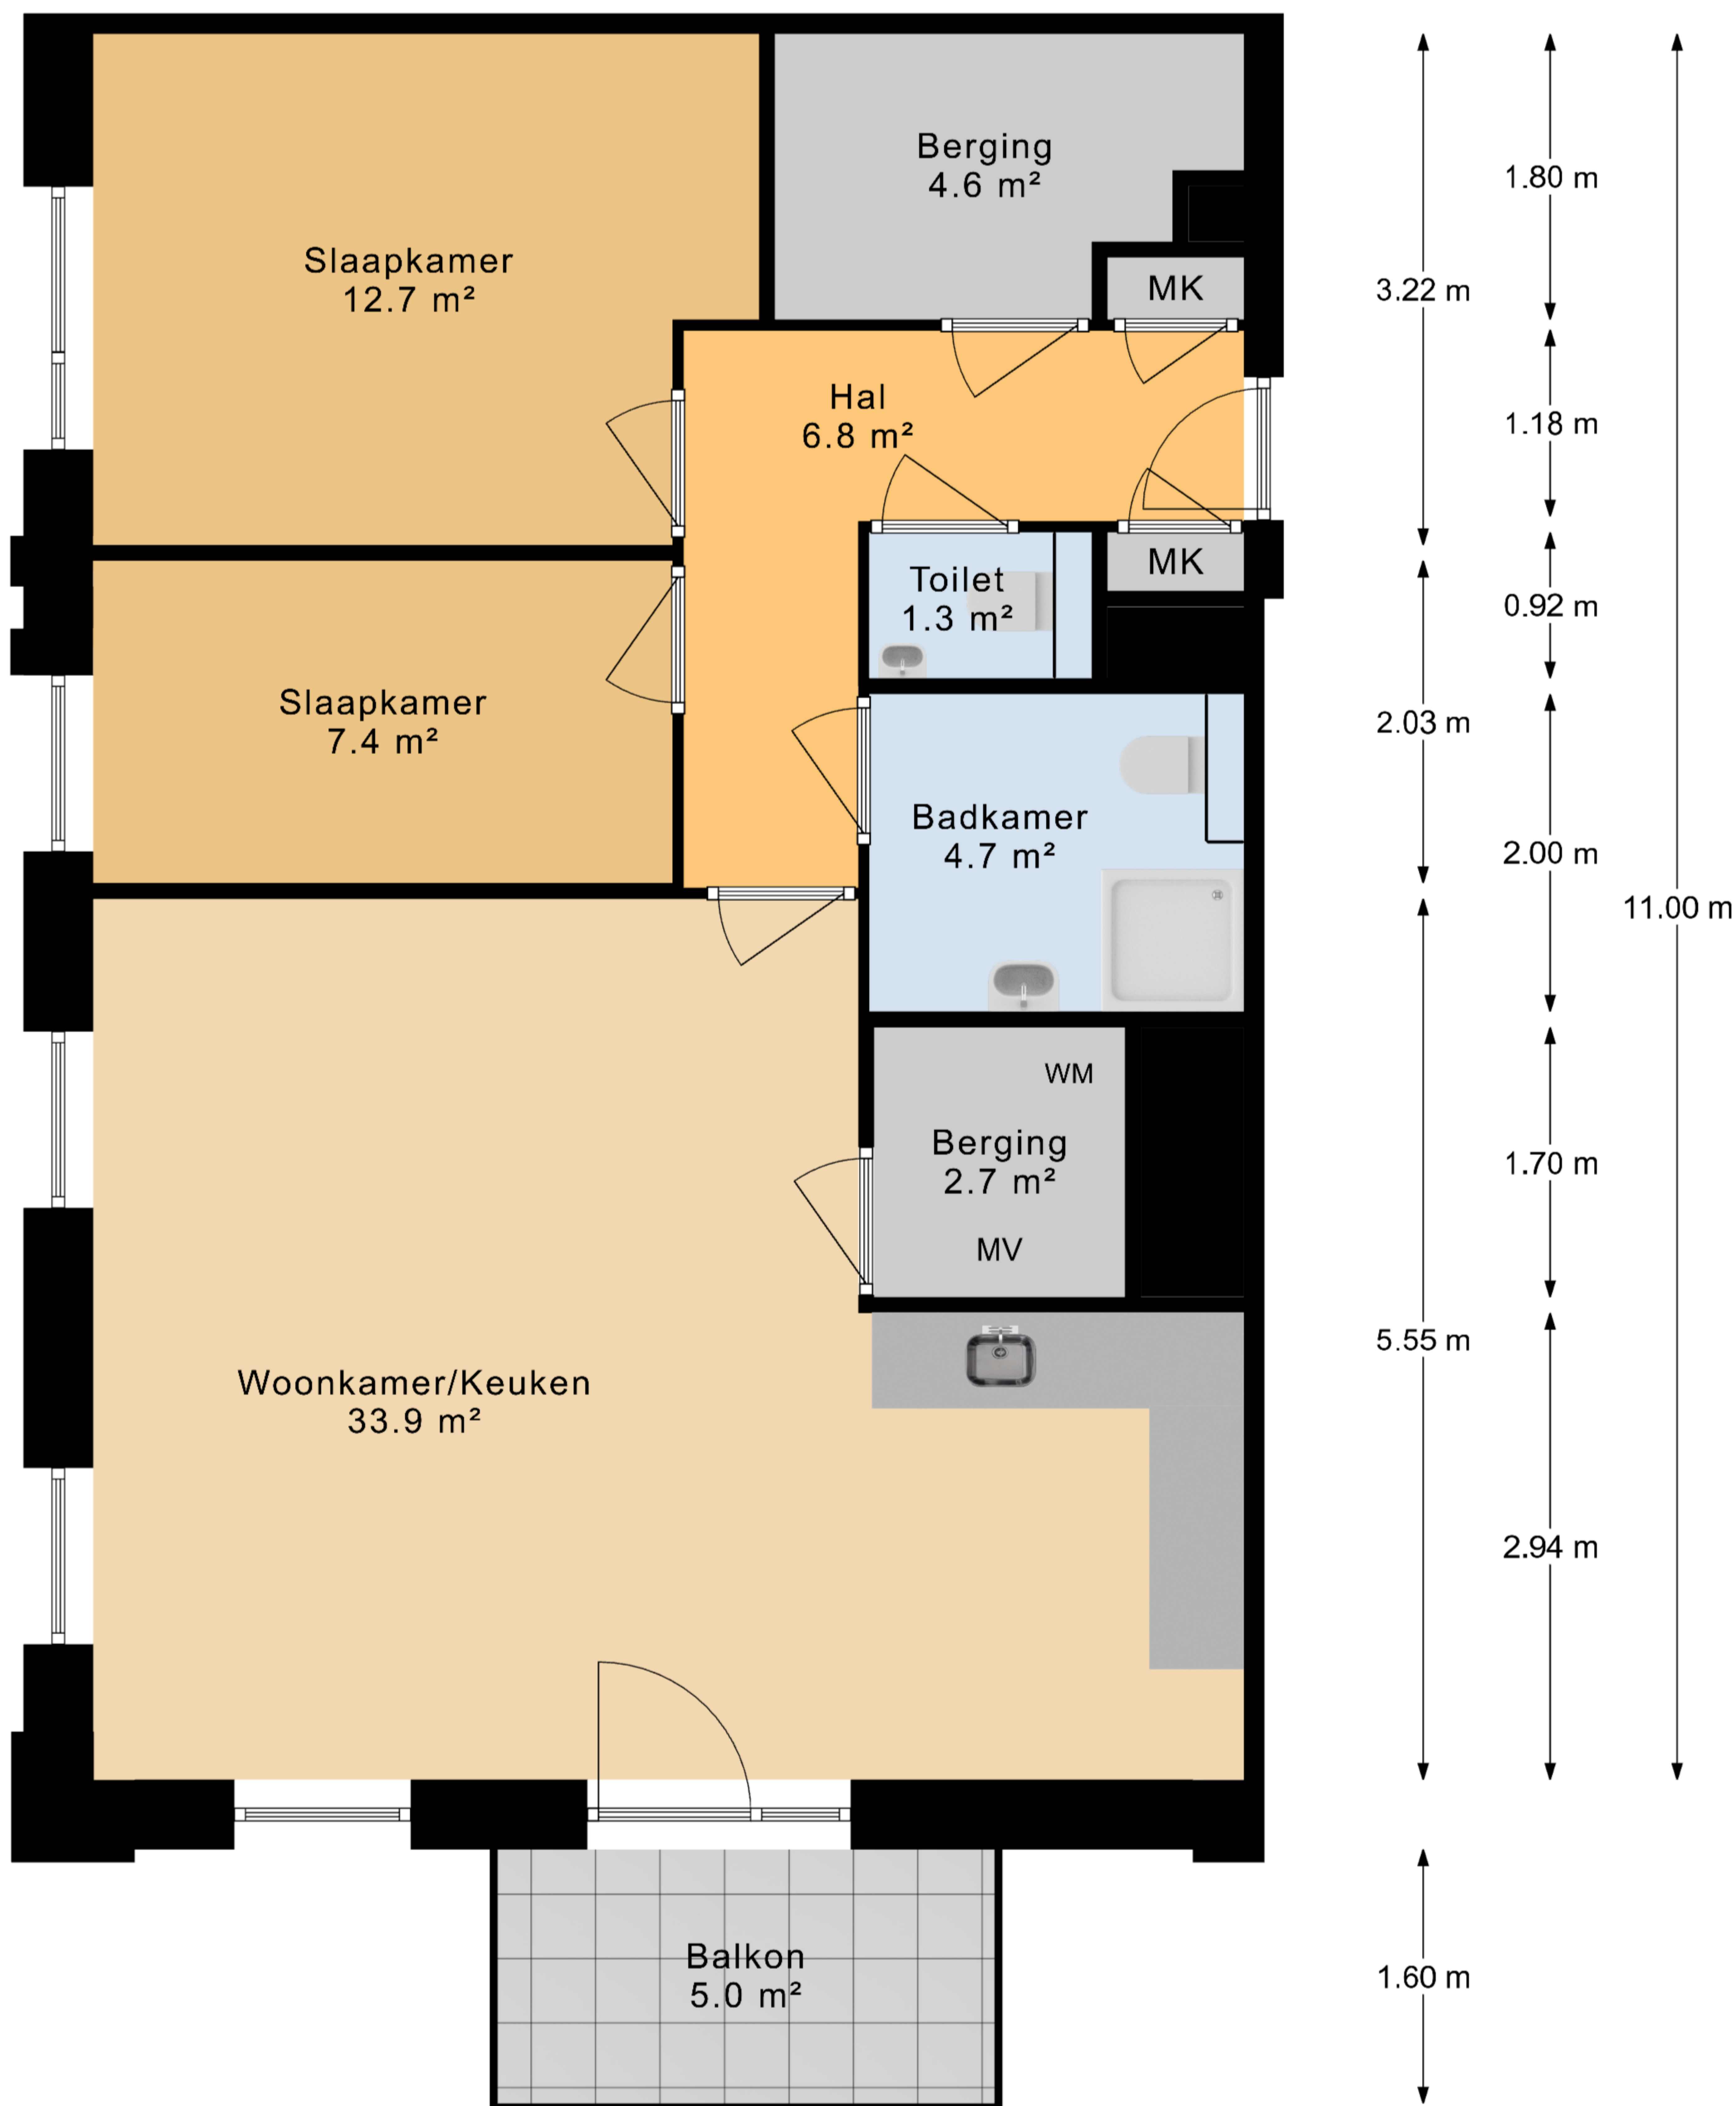 Berging
4.6 m²
1.80 m
Slaapkamer
12.7 m²
MK
3.22 m
Hal
6.8 m²
1.18 m
MK
Toilet
1.3 m²
0.92 m
Slaapkamer
7.4 m²
2.03 m
Badkamer
4.7 m²
2.00 m
11.00 m
WM
Berging
2.7 m²
1.70 m
MV
5.55 m
Woonkamer/Keuken
33.9 m²
2.94 m
Balkon
5.0 m²
1.60 m